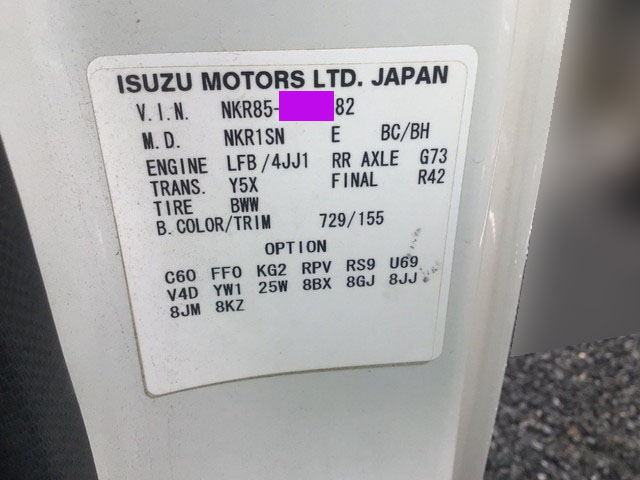 ISUZU MOTORS LTD. JAPAN
V.I.N. NKR85- 82
M.D. NKR1SN E BC/BH
ENGINE LFB/4JJ1 RR AXLE G73
TRANS. Y5X FINAL R42
TIRE BWW
B.COLOR/TRIM 729/155
OPTION
C60 FF0 KG2 RPV RS9 U69
V4D YW1 25W 8BX 8GJ 8JJ
8JM 8KZ